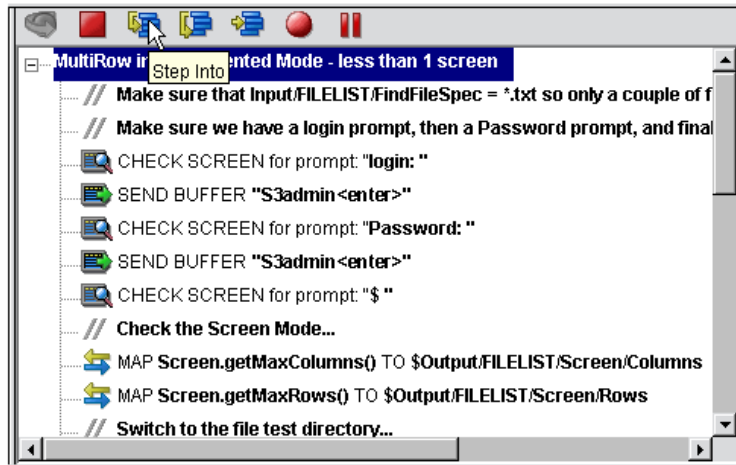 MultiRow in ented Mode - less than 1 screen
Step Into
// Make sure that Input/FILELIST/FindFileSpec = *.txt so only a couple of f
// Make sure we have a login prompt, then a Password prompt, and final
CHECK SCREEN for prompt: "login: "
SEND BUFFER "S3admin<enter>"
CHECK SCREEN for prompt: "Password: "
SEND BUFFER "S3admin<enter>"
CHECK SCREEN for prompt: "$ "
// Check the Screen Mode...
MAP Screen.getMaxColumns() TO $Output/FILELIST/Screen/Columns
MAP Screen.getMaxRows() TO $Output/FILELIST/Screen/Rows
// Switch to the file test directory...